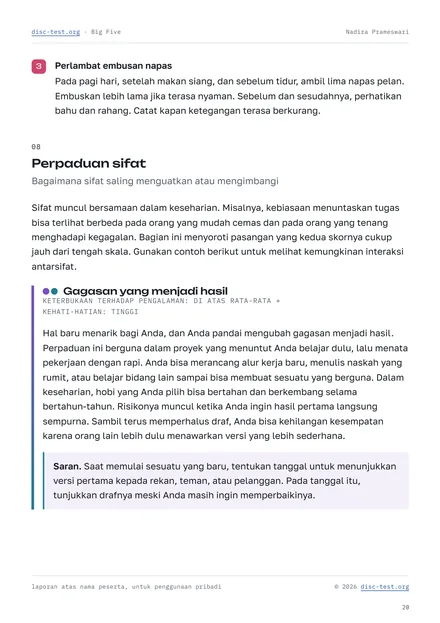 disc-test.org · Big Five
Nadira Prameswari
3
Perlambat embusan napas
Pada pagi hari, setelah makan siang, dan sebelum tidur, ambil lima napas pelan.
Embuskan lebih lama jika terasa nyaman. Sebelum dan sesudahnya, perhatikan
bahu dan rahang. Catat kapan ketegangan terasa berkurang.
08
Perpaduan sifat
Bagaimana sifat saling menguatkan atau mengimbangi
Sifat muncul bersamaan dalam keseharian. Misalnya, kebiasaan menuntaskan tugas
bisa terlihat berbeda pada orang yang mudah cemas dan pada orang yang tenang
menghadapi kegagalan. Bagian ini menyoroti pasangan yang kedua skornya cukup
jauh dari tengah skala. Gunakan contoh berikut untuk melihat kemungkinan interaksi
antarsifat.
Gagasan yang menjadi hasil
KETERBUKAAN TERHADAP PENGALAMAN: DI ATAS RATA-RATA +
KEHATI-HATIAN: TINGGI
Hal baru menarik bagi Anda, dan Anda pandai mengubah gagasan menjadi hasil.
Perpaduan ini berguna dalam proyek yang menuntut Anda belajar dulu, lalu menata
pekerjaan dengan rapi. Anda bisa merancang alur kerja baru, menulis naskah yang
rumit, atau belajar bidang lain sampai bisa membuat sesuatu yang berguna. Dalam
keseharian, hobi yang Anda pilih bisa bertahan dan berkembang selama
bertahun-tahun. Risikonya muncul ketika Anda ingin hasil pertama langsung
sempurna. Sambil terus memperhalus draf, Anda bisa kehilangan kesempatan
karena orang lain lebih dulu menawarkan versi yang lebih sederhana.
Saran. Saat memulai sesuatu yang baru, tentukan tanggal untuk menunjukkan
versi pertama kepada rekan, teman, atau pelanggan. Pada tanggal itu,
tunjukkan drafnya meski Anda masih ingin memperbaikinya.
laporan atas nama peserta, untuk penggunaan pribadi
© 2026 disc-test.org
20